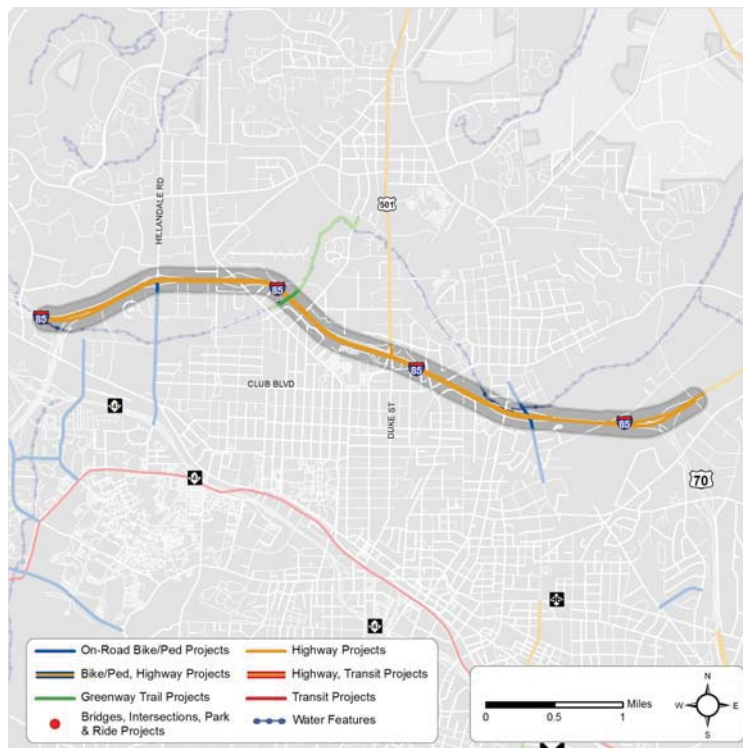 HILLANDALE RD
501
85
85
CLUB BLVD
DUKE ST
85
85
70
On-Road Bike/Ped Projects
Highway Projects
Bike/Ped, Highway Projects
Highway, Transit Projects
Greenway Trail Projects
Transit Projects
Bridges, Intersections, Park
& Ride Projects
Water Features
Miles
0
0.5
1
N
W
E
S